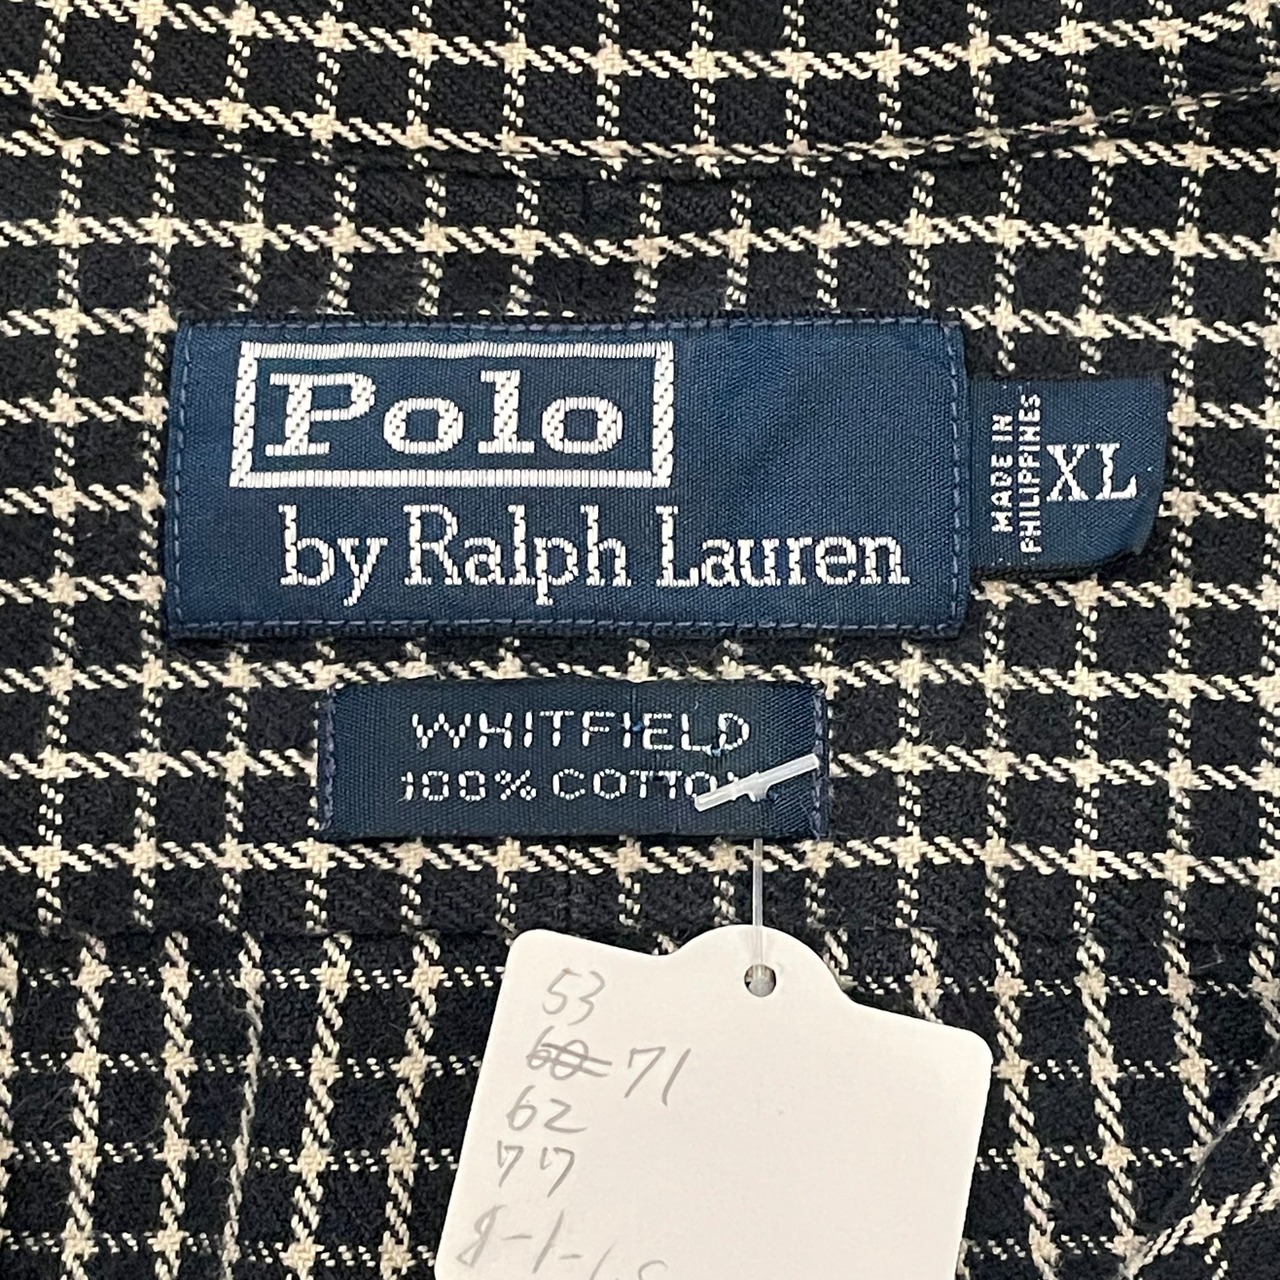 Polo
by Ralph Lauren
MADE IN
PHILIPPINES
XL
WHITFIELD
100% COTTON
53
60 71
62
77